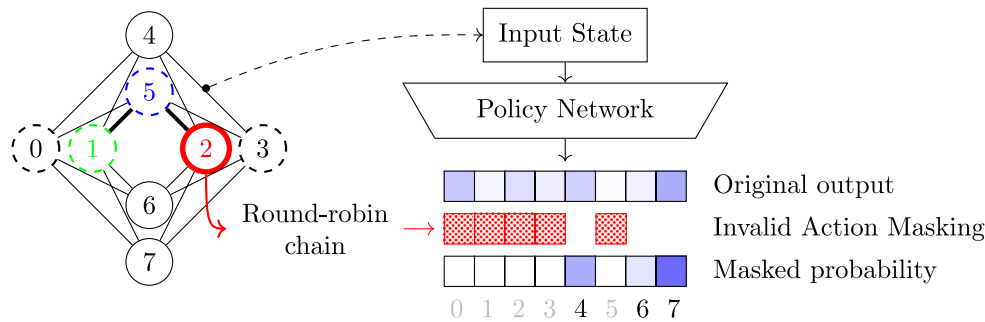 4
5
0
1
2
3
6
7
Input State
Policy Network
Original output
Round-robin
chain
Invalid Action Masking
Masked probability
0 1 2 3 4 5 6 7